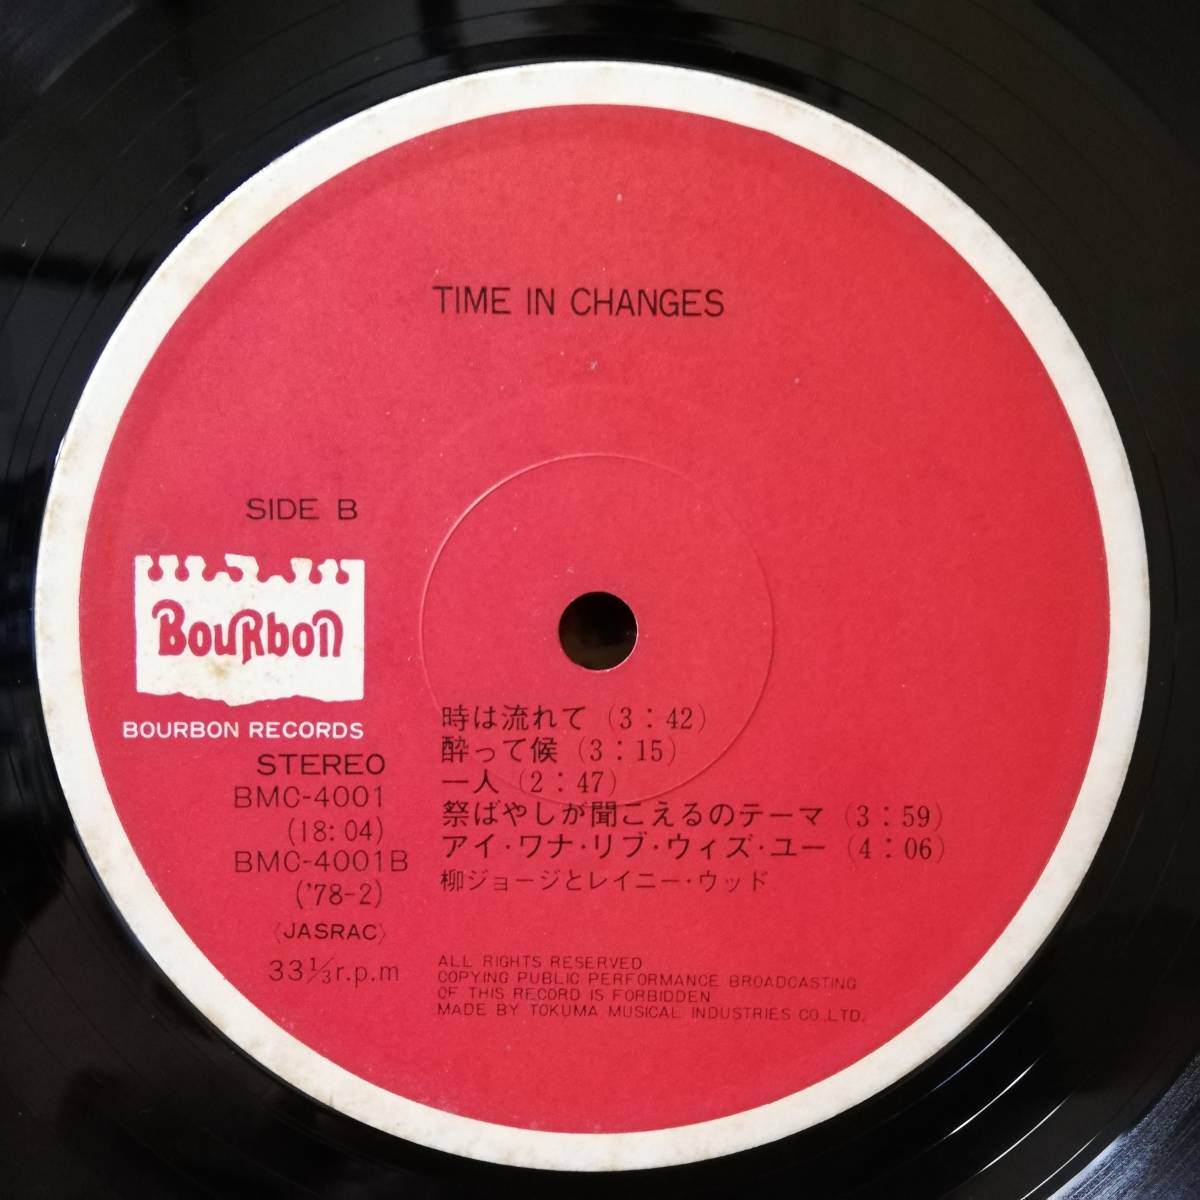 TIME IN CHANGES
SIDE B
BouRbon
BOURBON RECORDS
STEREO
BMC-4001
(18:04)
BMC-4001B
('78-2)
〈JASRAC〉
33⅓r.p.m
時は流れて (3:42)
酔って候 (3:15)
一人 (2:47)
祭ばやしが聞こえるのテーマ (3:59)
アイ・ワナ・リブ・ウィズ・ユー (4:06)
柳ジョージとレイニー・ウッド
ALL RIGHTS RESERVED
COPYING.PUBLIC PERFORMANCE BROADCASTING
OF THIS RECORD IS FORBIDDEN
MADE BY TOKUMA MUSICAL INDUSTRIES CO.,LTD.